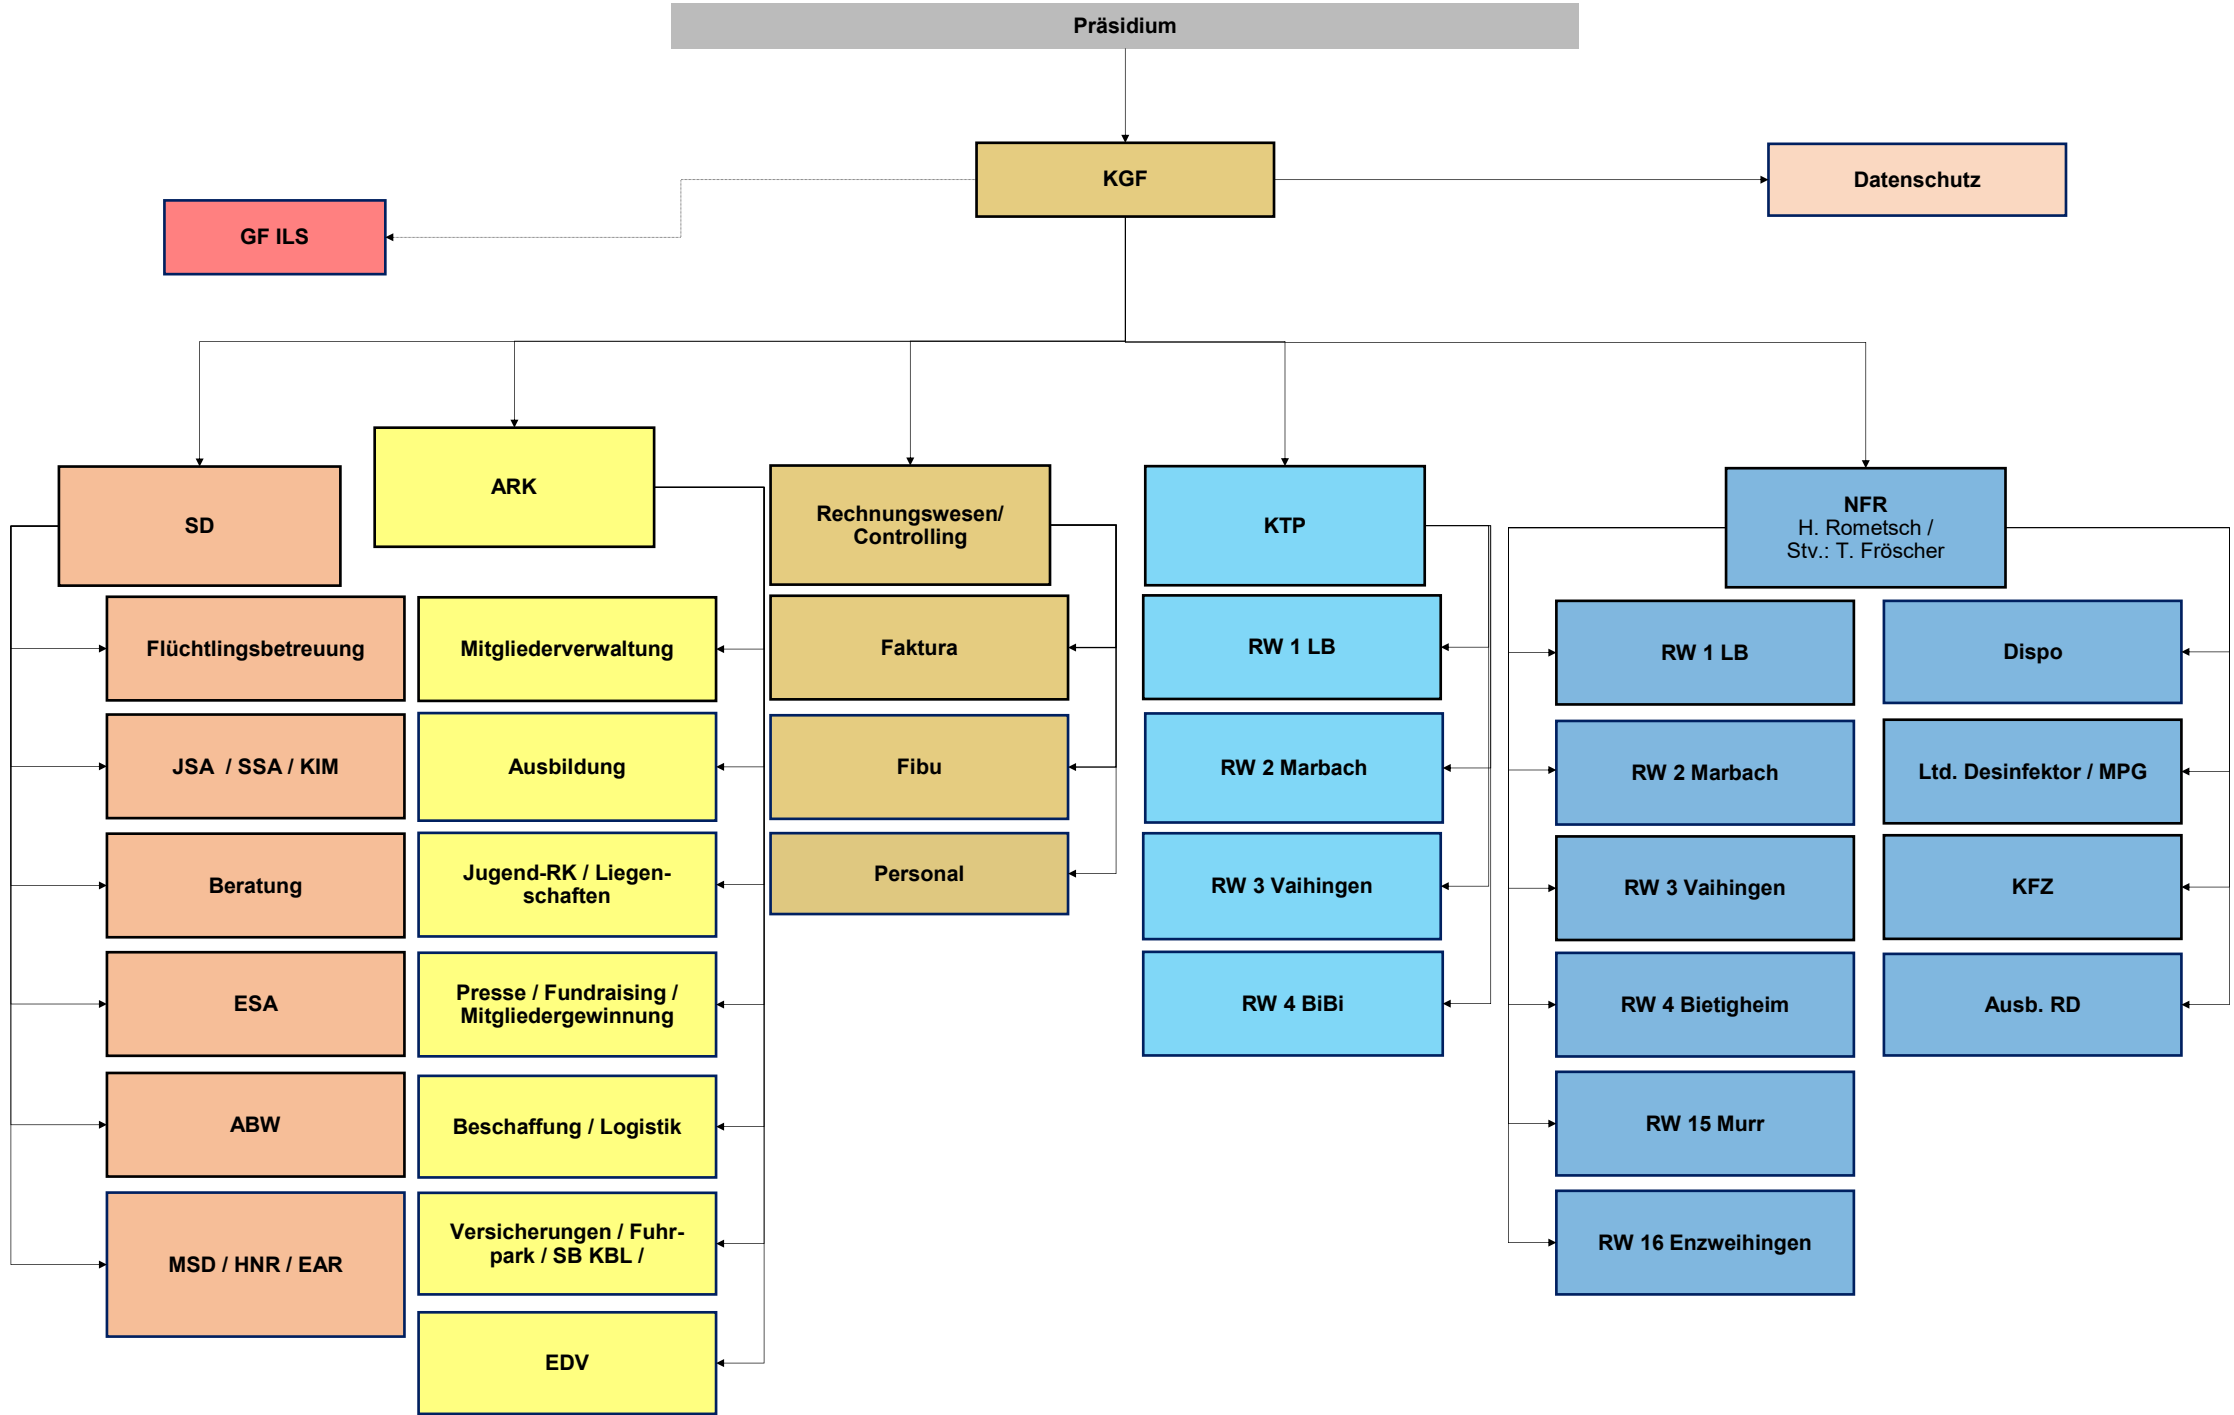 Präsidium
KGF
Datenschutz
GF ILS
SD
ARK
Rechnungswesen/
Controlling
KTP
NFR
H. Rometsch /
Stv.: T. Fröscher
Flüchtlingsbetreuung
JSA  / SSA / KIM
Beratung
ESA
ABW
MSD / HNR / EAR
Mitgliederverwaltung
Ausbildung
Jugend-RK / Liegen-
schaften
Presse / Fundraising /
Mitgliedergewinnung
Beschaffung / Logistik
Versicherungen / Fuhr-
park / SB KBL /
EDV
Faktura
Fibu
Personal
RW 1 LB
RW 2 Marbach
RW 3 Vaihingen
RW 4 BiBi
RW 1 LB
RW 2 Marbach
RW 3 Vaihingen
RW 4 Bietigheim
RW 15 Murr
RW 16 Enzweihingen
Dispo
Ltd. Desinfektor / MPG
KFZ
Ausb. RD